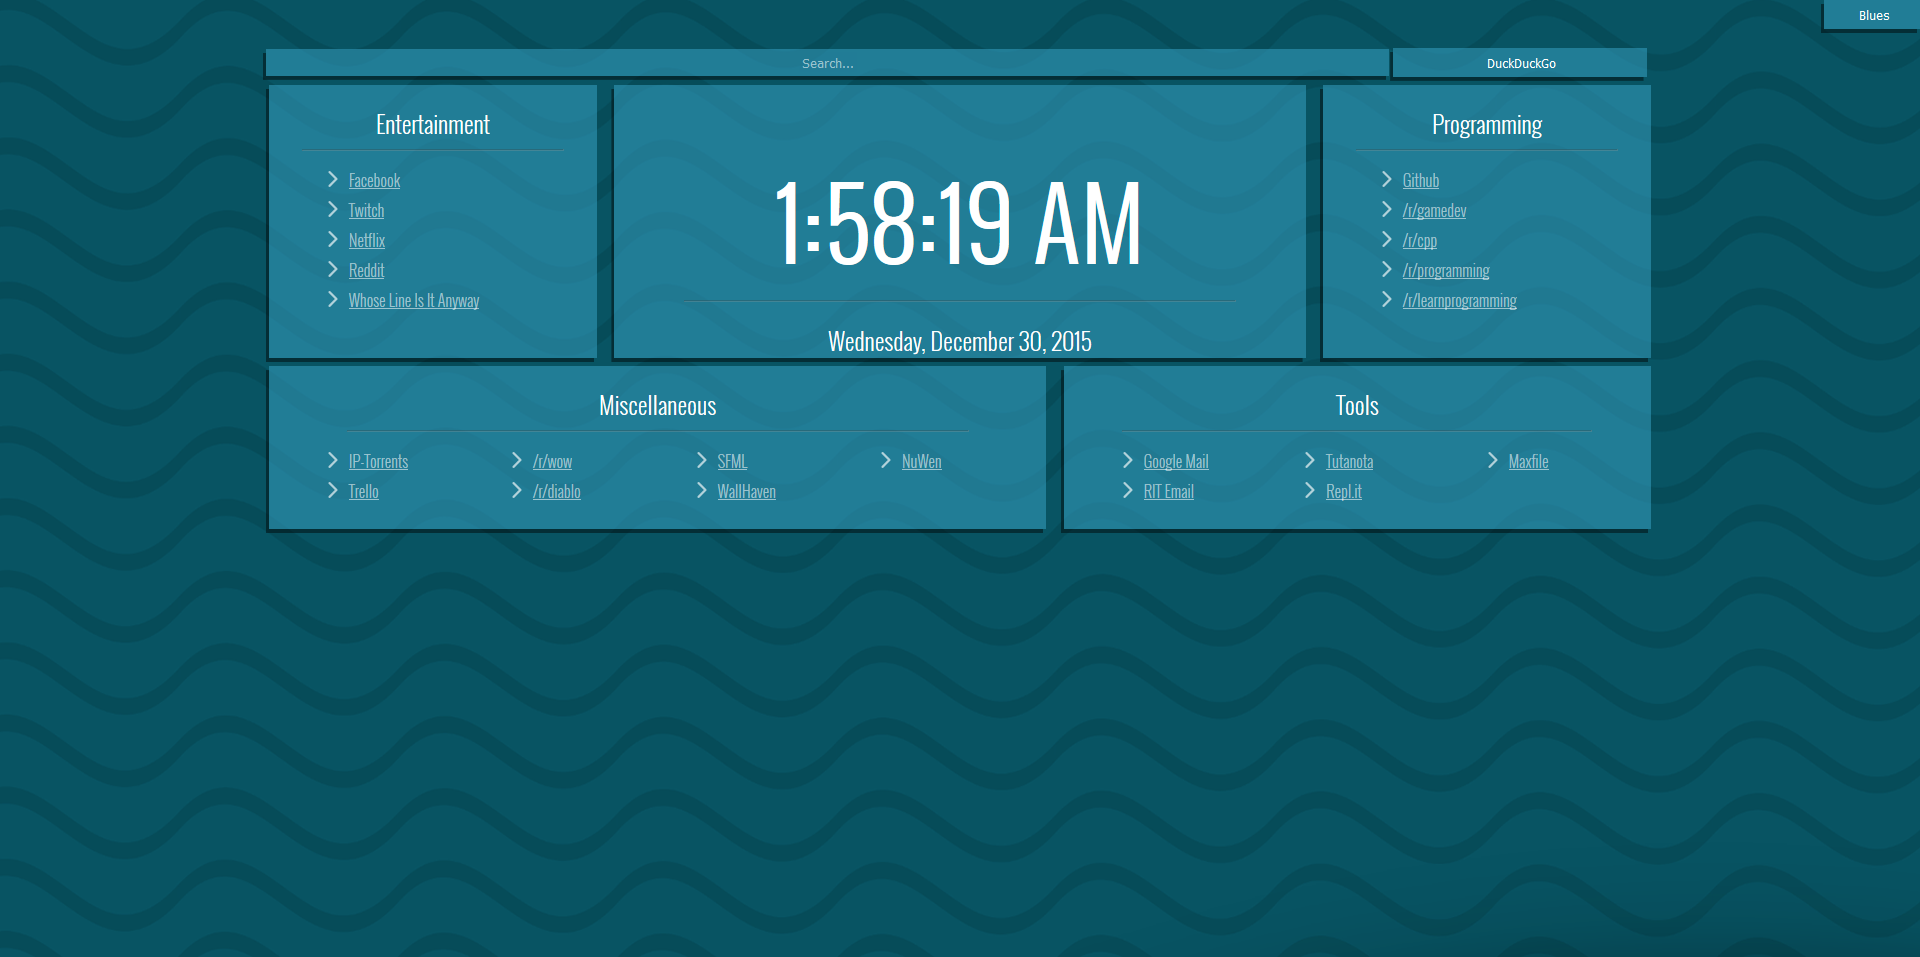 Blues
Search...
DuckDuckGo
Entertainment
Facebook
Twitch
Netflix
Reddit
Whose Line Is It Anyway
1:58:19 AM
Wednesday, December 30, 2015
Programming
Github
/r/gamedev
/r/cpp
/r/programming
/r/learnprogramming
Miscellaneous
IP-Torrents
/r/wow
SFML
NuWen
Trello
/r/diablo
WallHaven
Tools
Google Mail
Tutanota
Maxfile
RIT Email
Repl.it